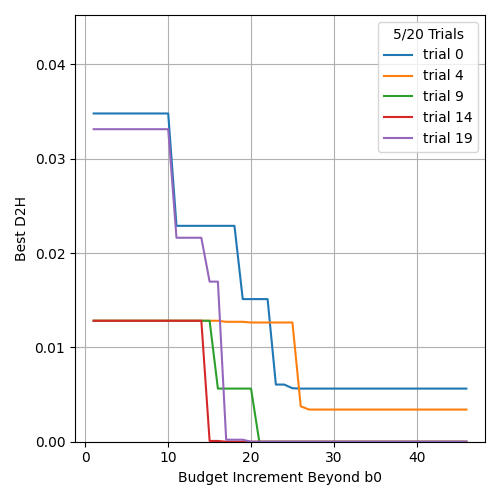 5/20 Trials
trial 0
trial 4
trial 9
trial 14
trial 19
0.04
0.03
0.02
0.01
0.00
Best D2H
0 10 20 30 40
Budget Increment Beyond b0